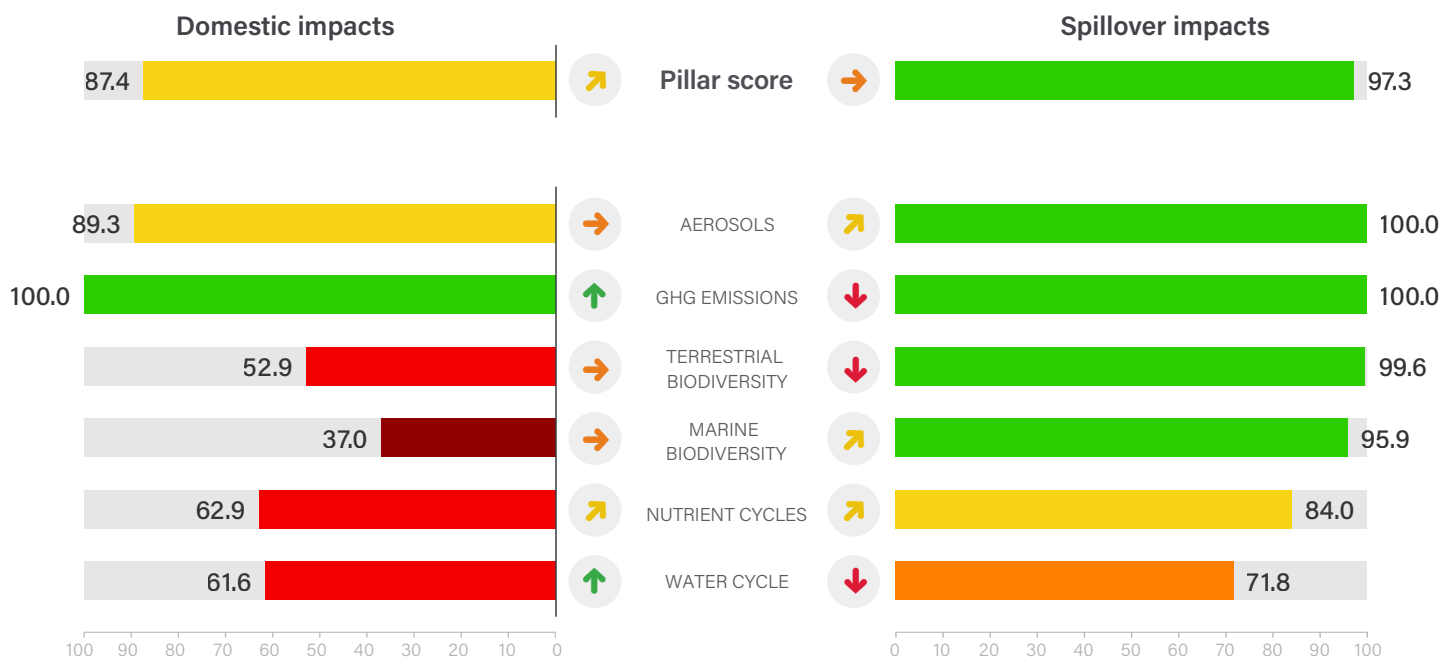 Domestic impacts
Spillover impacts
87.4
Pillar score
97.3
89.3
AEROSOLS
100.0
100.0
GHG EMISSIONS
100.0
52.9
TERRESTRIAL
BIODIVERSITY
99.6
37.0
MARINE
BIODIVERSITY
95.9
62.9
NUTRIENT CYCLES
84.0
61.6
WATER CYCLE
71.8
100 90 80 70 60 50 40 30 20 10 0
0 10 20 30 40 50 60 70 80 90 100